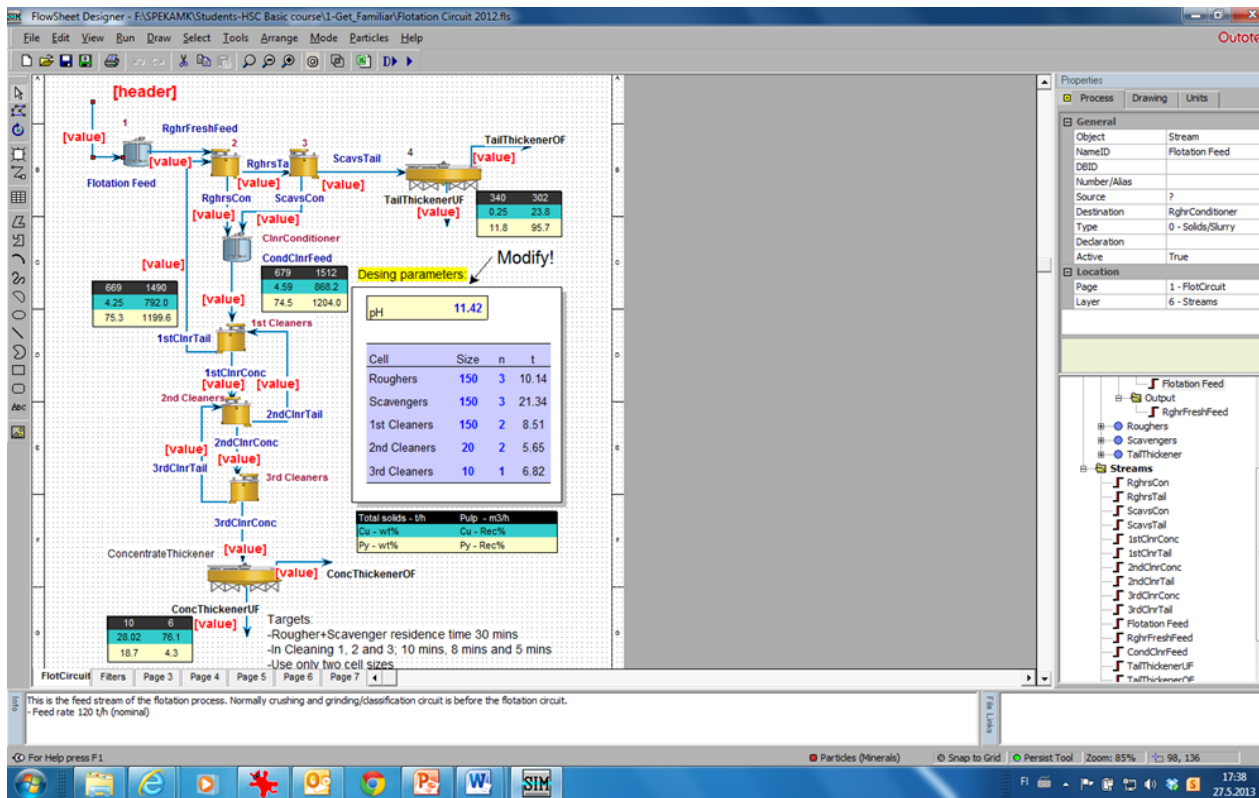 FlowSheet Designer - F:\SPEKAMK\Students-HSC Basic course\1-Get_Familiar\Flotation Circuit 2012.fls
File Edit View Run Draw Select Tools Arrange Mode Particles Help
Outote
[header]
[value]
1
RghrFreshFeed
[value]
Flotation Feed
2
RghrsTa
[value]
3
ScavsTail
[value]
4
TailThickenerOF
[value]
TailThickenerUF
[value]
340 302
0.25 23.8
11.8 95.7
RghrsCon
[value]
ScavsCon
[value]
ClnrConditioner
CondClnrFeed
679 1512
4.59 868.2
74.5 1204.0
[value]
669 1490
4.25 792.0
75.3 1199.6
[value]
Modify!
Desing parameters:
pH 11.42
Cell Size n t
Roughers 150 3 10.14
Scavengers 150 3 21.34
1st Cleaners 150 2 8.51
2nd Cleaners 20 2 5.65
3rd Cleaners 10 1 6.82
1st Cleaners
1stClnrTail
1stClnrConc
[value] [value]
2nd Cleaners
2ndClnrTail
2ndClnrConc
[value] [value]
3rdClnrTail
3rd Cleaners
3rdClnrConc
[value]
Total solids - t/h Pulp - m3/h
Cu - wt% Cu - Rec%
Py - wt% Py - Rec%
ConcentrateThickener
[value] ConcThickenerOF
ConcThickenerUF
[value]
10 6
28.02 76.1
18.7 4.3
Targets:
-Rougher+Scavenger residence time 30 mins
-In Cleaning 1, 2 and 3; 10 mins, 8 mins and 5 mins
-Use only two cell sizes
FlotCircuit Filters Page 3 Page 4 Page 5 Page 6 Page 7
Properties
Process Drawing Units
General
Object Stream
NameID Flotation Feed
DBID
Number/Alias
Source ?
Destination RghrConditioner
Type 0 - Solids/Slurry
Declaration
Active True
Location
Page 1 - FlotCircuit
Layer 6 - Streams
Flotation Feed
Output
RghrFreshFeed
Roughers
Scavengers
TailThickener
Streams
RghrsCon
RghrsTail
ScavsCon
ScavsTail
1stClnrConc
1stClnrTail
2ndClnrConc
2ndClnrTail
3rdClnrConc
3rdClnrTail
Flotation Feed
RghrFreshFeed
CondClnrFeed
TailThickenerUF
TailThickenerOF
Info
This is the feed stream of the flotation process. Normally crushing and grinding/classification circuit is before the flotation circuit.
- Feed rate 120 t/h (nominal)
File Links
For Help press F1
Particles (Minerals) Snap to Grid Persist Tool Zoom: 85% 98, 136
SIM
FI
17:38
27.5.2013